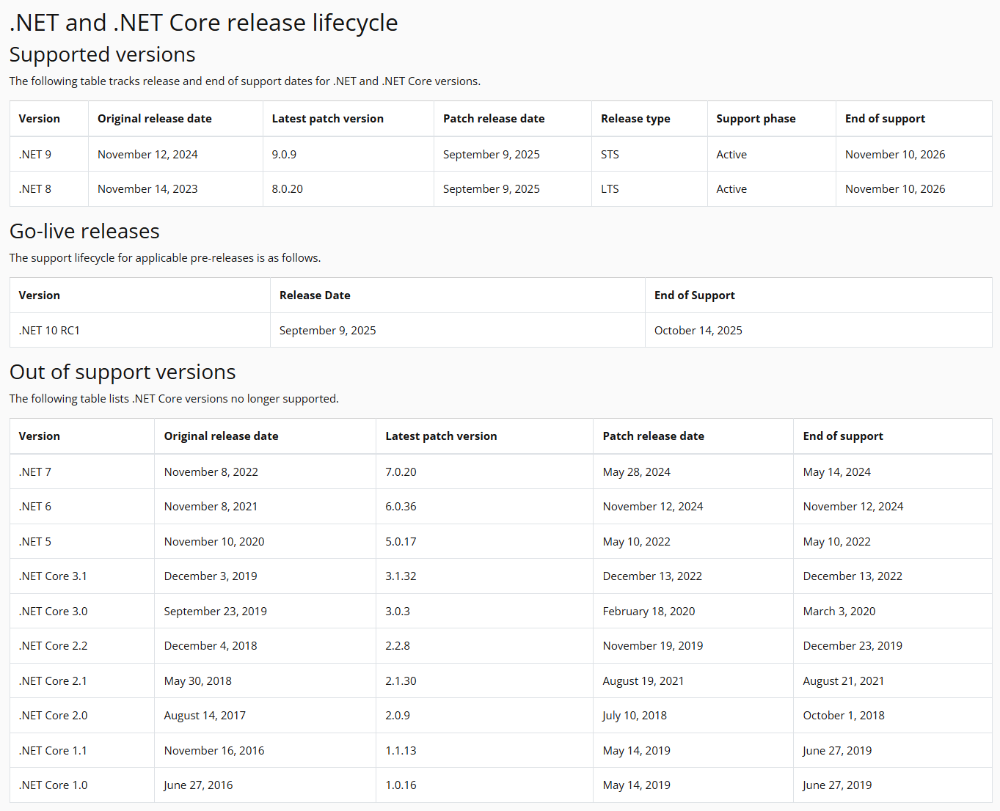 .NET and .NET Core release lifecycle
Supported versions
The following table tracks release and end of support dates for .NET and .NET Core versions.
Version Original release date Latest patch version Patch release date Release type Support phase End of support
.NET 9 November 12, 2024 9.0.9 September 9, 2025 STS Active November 10, 2026
.NET 8 November 14, 2023 8.0.20 September 9, 2025 LTS Active November 10, 2026
Go-live releases
The support lifecycle for applicable pre-releases is as follows.
Version Release Date End of Support
.NET 10 RC1 September 9, 2025 October 14, 2025
Out of support versions
The following table lists .NET Core versions no longer supported.
Version Original release date Latest patch version Patch release date End of support
.NET 7 November 8, 2022 7.0.20 May 28, 2024 May 14, 2024
.NET 6 November 8, 2021 6.0.36 November 12, 2024 November 12, 2024
.NET 5 November 10, 2020 5.0.17 May 10, 2022 May 10, 2022
.NET Core 3.1 December 3, 2019 3.1.32 December 13, 2022 December 13, 2022
.NET Core 3.0 September 23, 2019 3.0.3 February 18, 2020 March 3, 2020
.NET Core 2.2 December 4, 2018 2.2.8 November 19, 2019 December 23, 2019
.NET Core 2.1 May 30, 2018 2.1.30 August 19, 2021 August 21, 2021
.NET Core 2.0 August 14, 2017 2.0.9 July 10, 2018 October 1, 2018
.NET Core 1.1 November 16, 2016 1.1.13 May 14, 2019 June 27, 2019
.NET Core 1.0 June 27, 2016 1.0.16 May 14, 2019 June 27, 2019